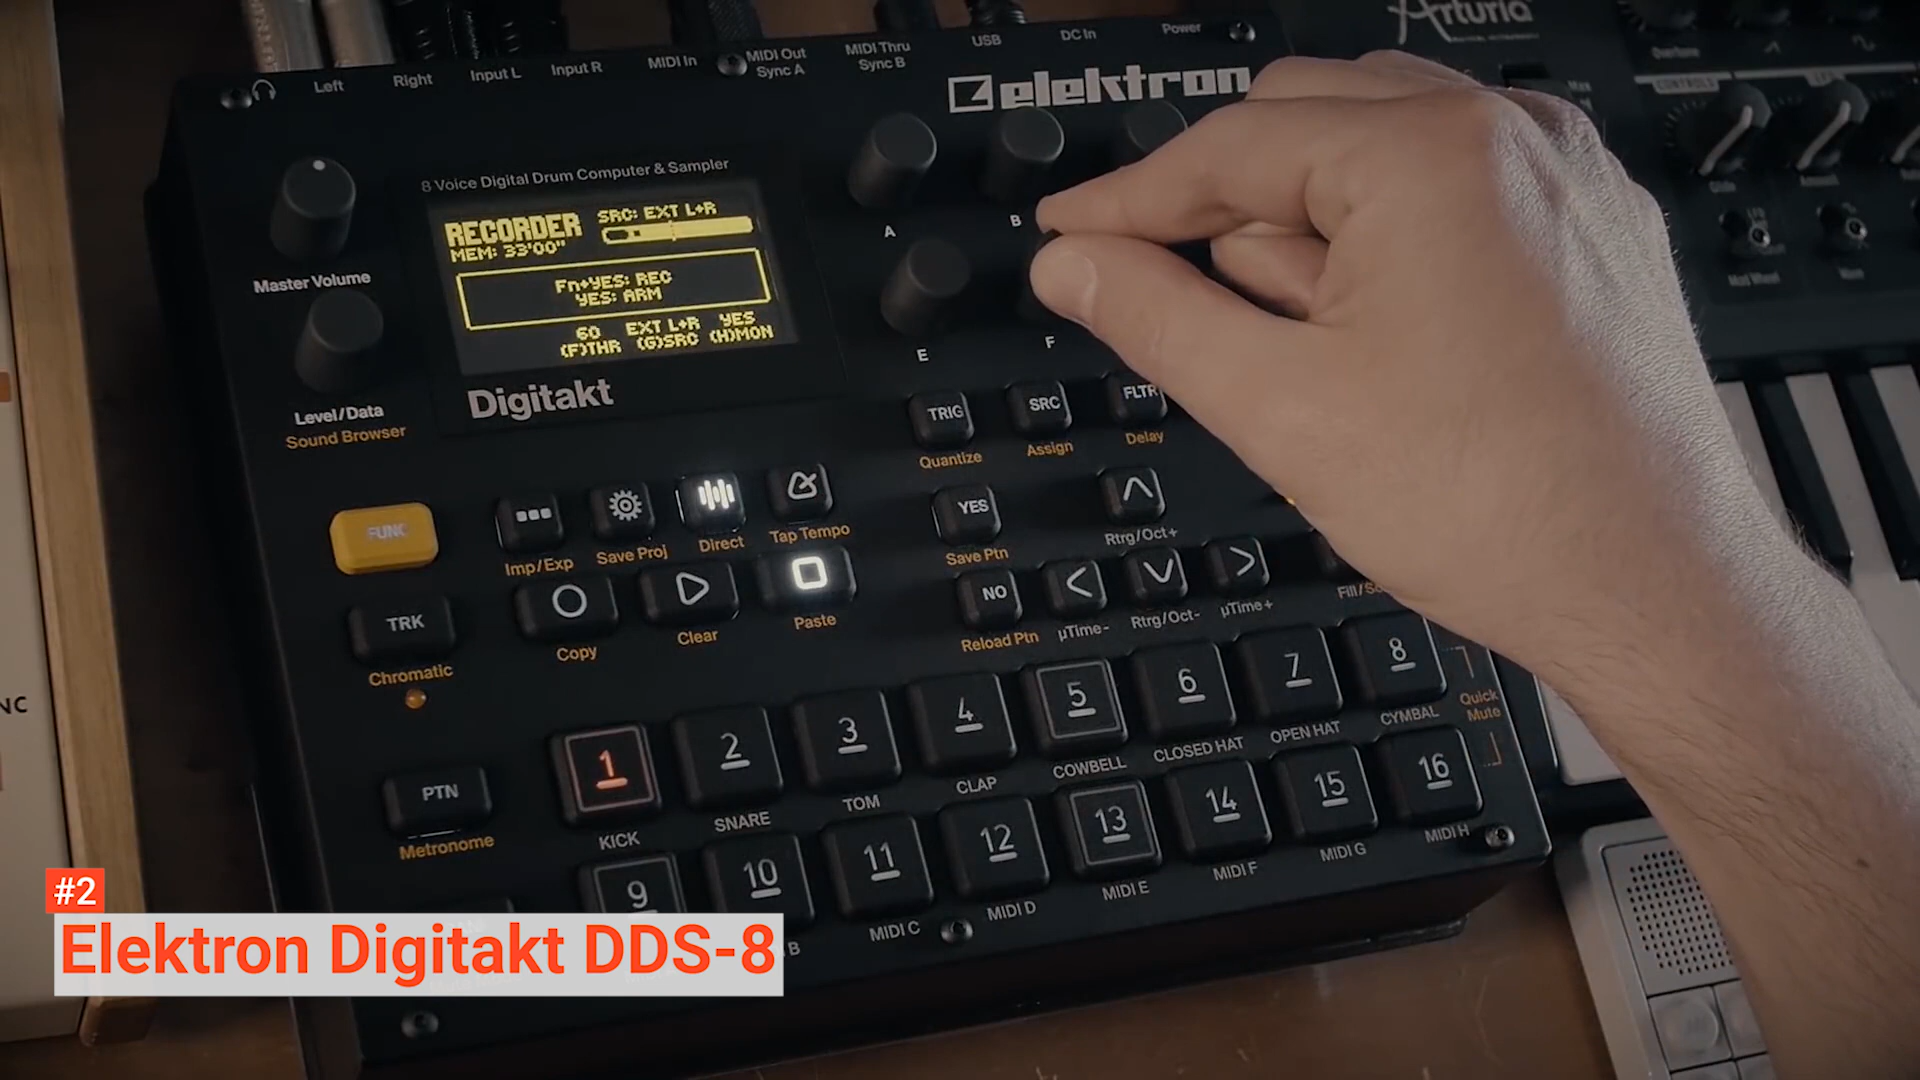 Left
Right
Input L
Input R
MIDI In
MIDI Out
Sync A
MIDI Thru
Sync B
USB
DC In
Power
Arturia
elektron
8 Voice Digital Drum Computer & Sampler
RECORDER
SRC: EXT L+R
MEM: 33'00"
Fn+YES: REC
YES: ARM
60
EXT L+R
YES
(F)THR
(G)SRC
(H)MON
Digitakt
Master Volume
Level/Data
Sound Browser
A
B
E
F
TRIG
SRC
FLTR
Quantize
Assign
Delay
FUNC
Imp/Exp
Save Proj
Direct
Tap Tempo
YES
Save Ptn
Rtrg/Oct+
TRK
Chromatic
Copy
Clear
Paste
NO
Reload Ptn
µTime-
Rtrg/Oct-
µTime+
PTN
Metronome
1
2
3
4
5
6
7
8
KICK
SNARE
TOM
CLAP
COWBELL
CLOSED HAT
OPEN HAT
CYMBAL
Quick
Mute
9
10
11
12
13
14
15
16
B
MIDI C
MIDI D
MIDI E
MIDI F
MIDI G
MIDI H
NC
#2
Elektron Digitakt DDS-8